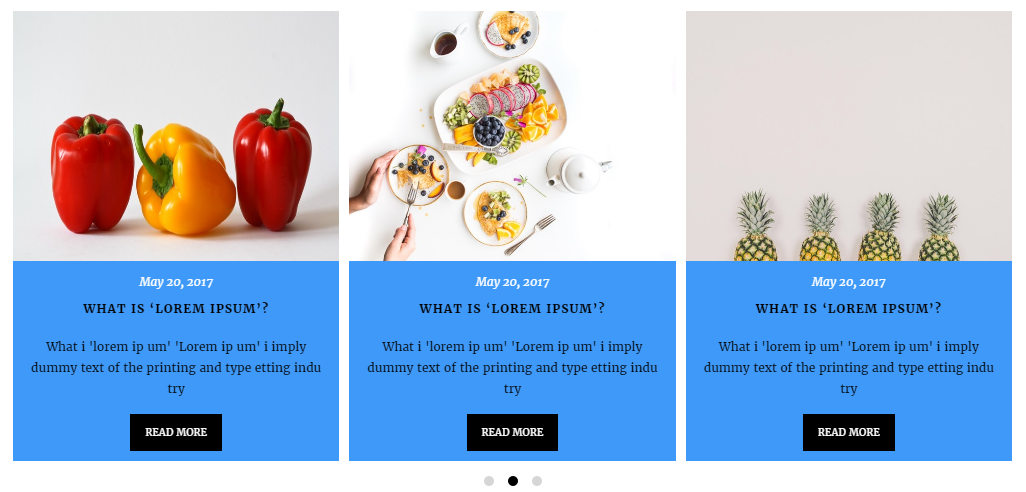 May 20, 2017
WHAT IS ‘LOREM IPSUM’?
What i 'lorem ip um' 'Lorem ip um' i imply
dummy text of the printing and type etting indu
try
READ MORE
May 20, 2017
WHAT IS ‘LOREM IPSUM’?
What i 'lorem ip um' 'Lorem ip um' i imply
dummy text of the printing and type etting indu
try
READ MORE
May 20, 2017
WHAT IS ‘LOREM IPSUM’?
What i 'lorem ip um' 'Lorem ip um' i imply
dummy text of the printing and type etting indu
try
READ MORE